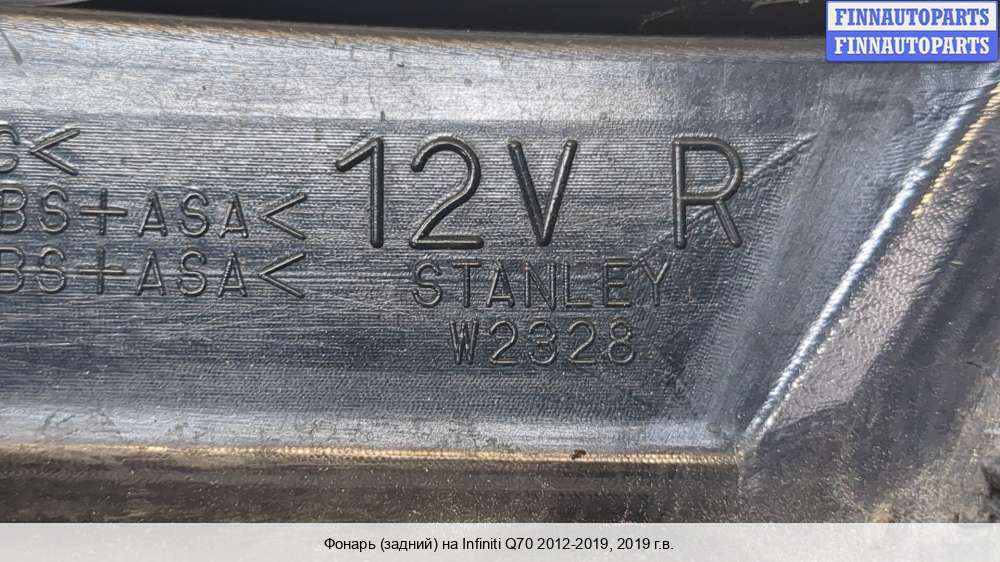 FINNAUTOPARTS
FINNAUTOPARTS
C<
12V R
BS+ASA<
BS+ASA<
STANLEY
W2328
Фонарь (задний) на Infiniti Q70 2012-2019, 2019 г.в.